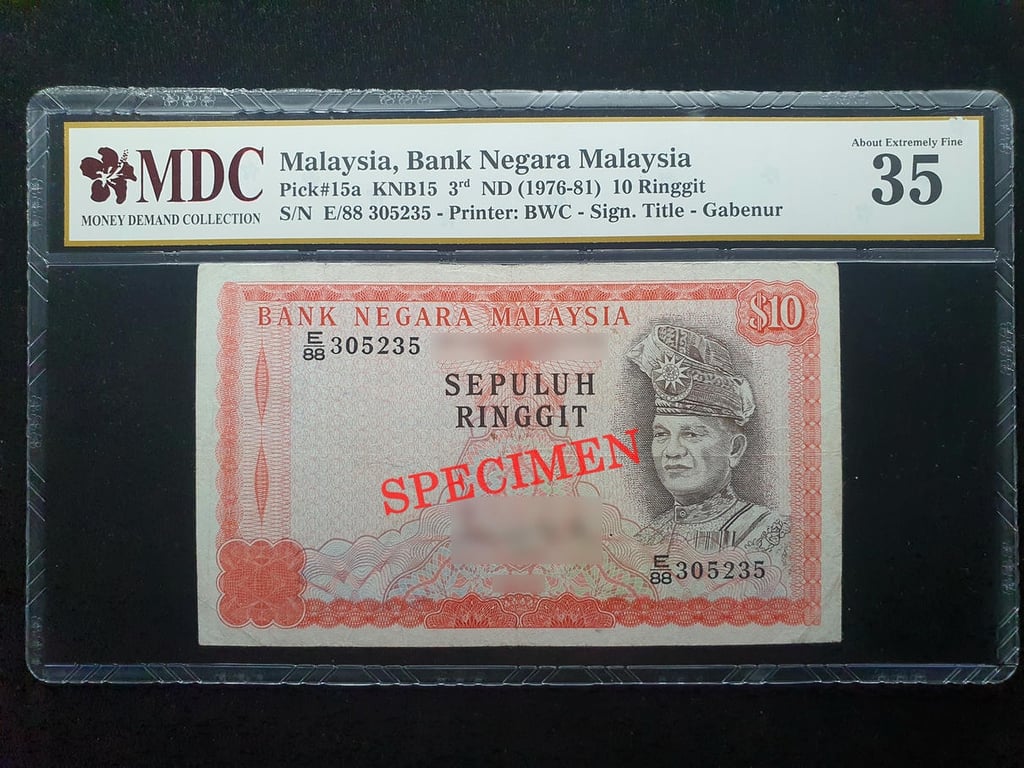 MDC
MONEY DEMAND COLLECTION
Malaysia, Bank Negara Malaysia
Pick#15a KNB15 3rd ND (1976-81) 10 Ringgit
S/N E/88 305235 - Printer: BWC - Sign. Title - Gabenur
About Extremely Fine
35
BANK NEGARA MALAYSIA
$10
E/88 305235
SEPULUH
RINGGIT
SPECIMEN
E/88 305235